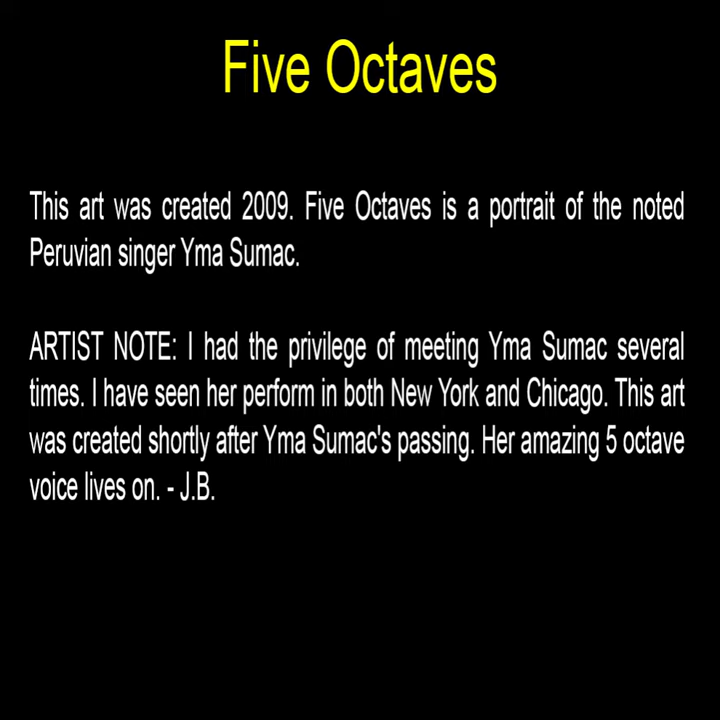 Five Octaves
This art was created 2009. Five Octaves is a portrait of the noted
Peruvian singer Yma Sumac.
ARTIST NOTE: I had the privilege of meeting Yma Sumac several
times. I have seen her perform in both New York and Chicago. This art
was created shortly after Yma Sumac's passing. Her amazing 5 octave
voice lives on. - J.B.